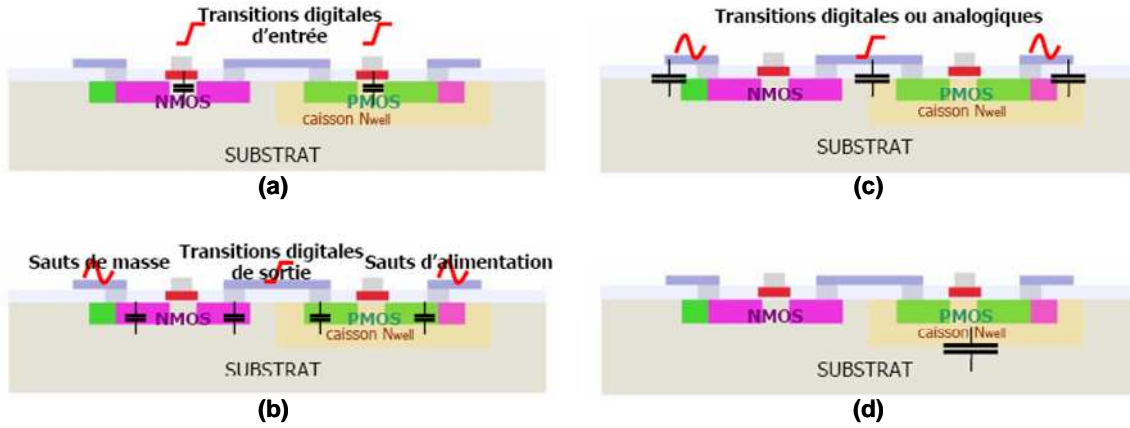 Transitions digitales
d'entrée
NMOS
PMOS
caisson Nwell
SUBSTRAT
(a)
Transitions digitales ou analogiques
NMOS
PMOS
caisson Nwell
SUBSTRAT
(c)
Sauts de masse
Transitions digitales
de sortie
Sauts d'alimentation
NMOS
PMOS
caisson Nwell
SUBSTRAT
(b)
NMOS
PMOS
caisson Nwell
SUBSTRAT
(d)